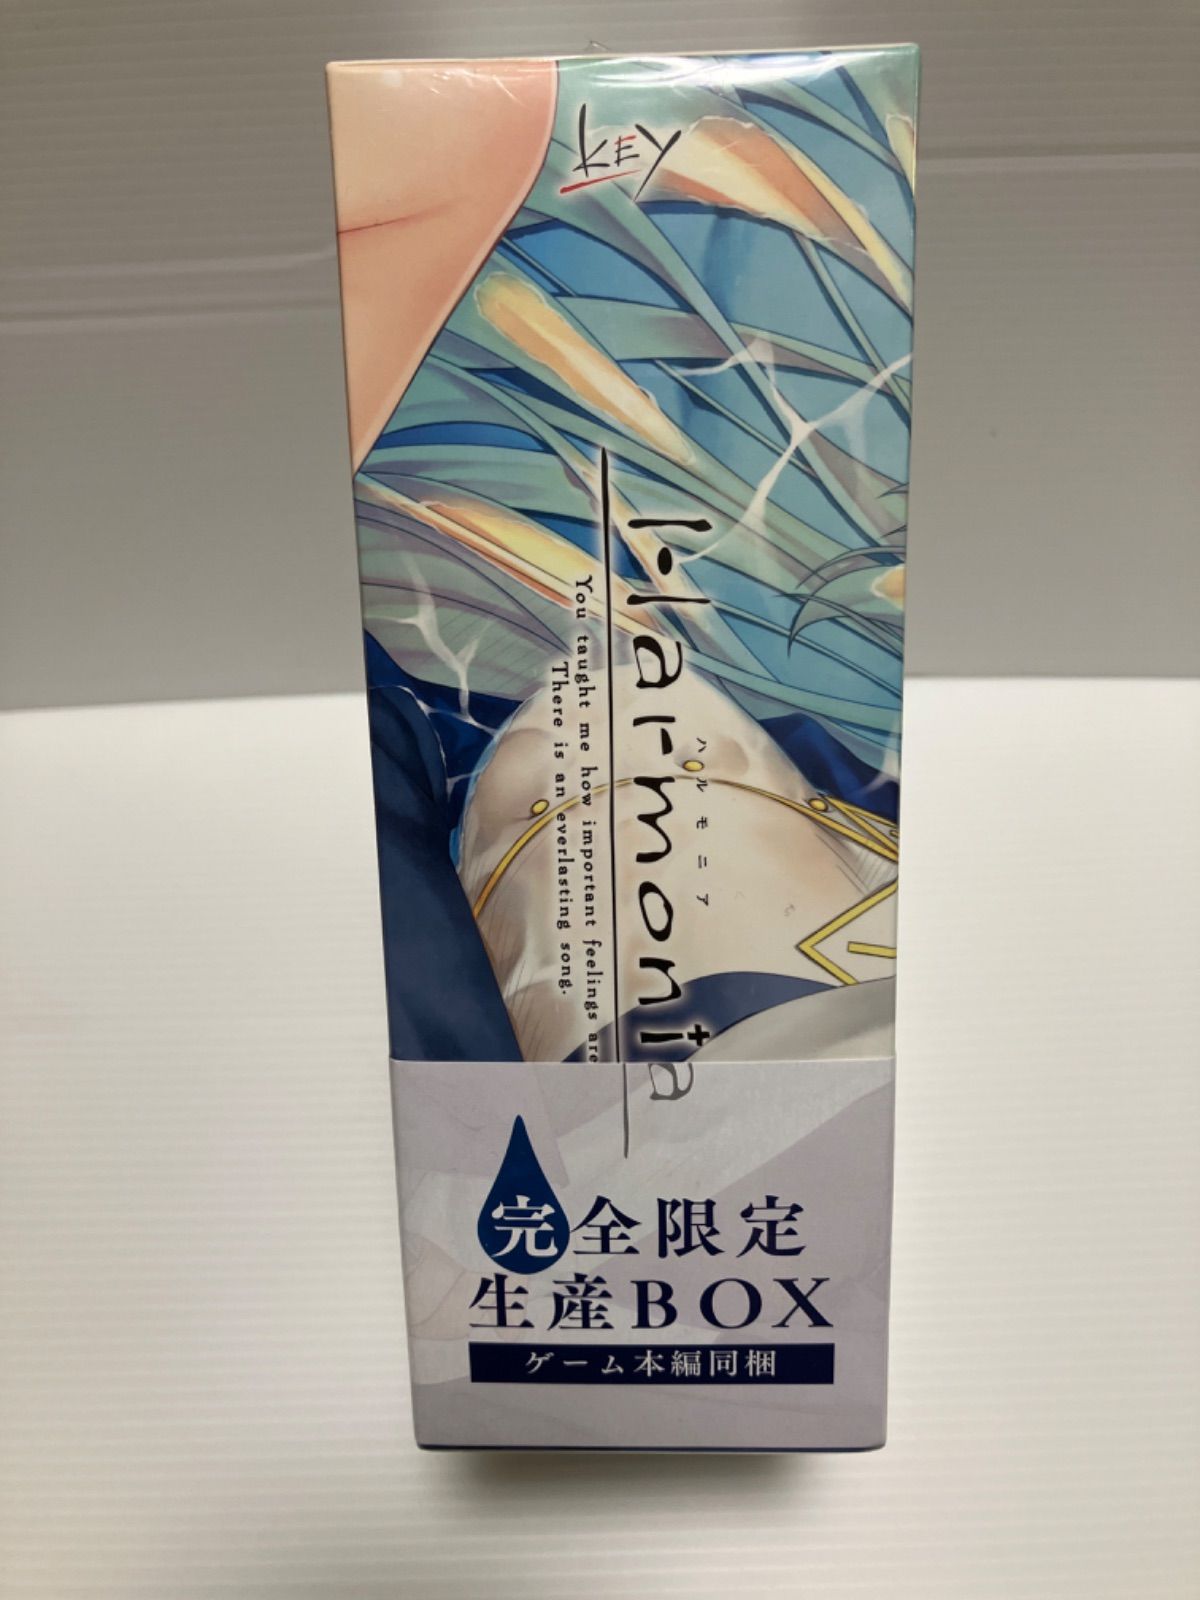 KEY
Harmonia
ハルモニア
You taught me how important feelings are
There is an everlasting song.
完全限定
生産BOX
ゲーム本編同梱